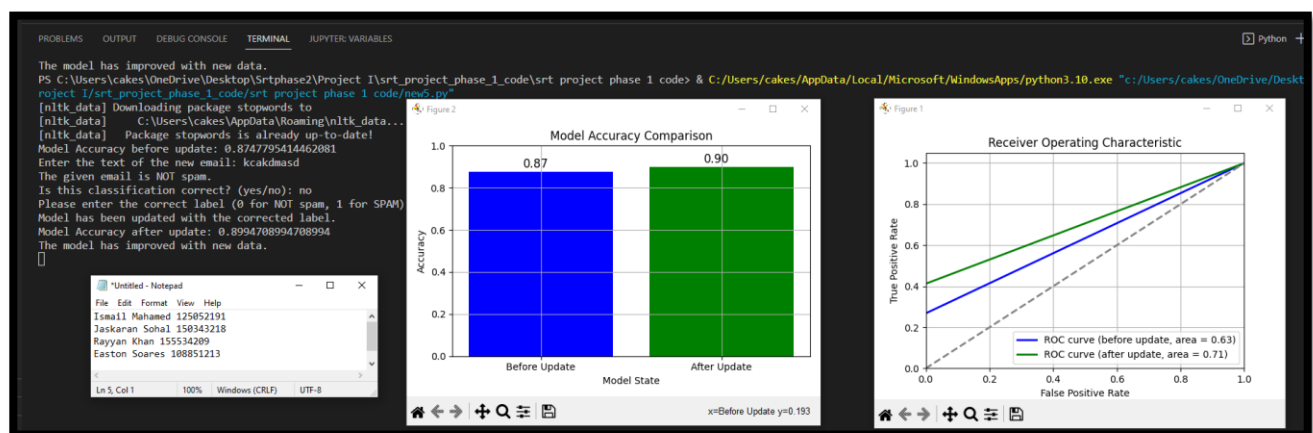 PROBLEMS OUTPUT DEBUG CONSOLE TERMINAL JUPYTER: VARIABLES
Python
The model has improved with new data.
PS C:\Users\cakes\OneDrive\Desktop\Srtphase2\Project I\srt_project_phase_1_code\srt project phase 1 code> & C:/Users/cakes/AppData/Local/Microsoft/WindowsApps/python3.10.exe "c:/Users/cakes/OneDrive/Deskt
roject I/srt_project_phase_1_code/srt project phase 1 code/new5.py"
[nltk_data] Downloading package stopwords to
[nltk_data]     C:\Users\cakes\AppData\Roaming\nltk_data...
[nltk_data]   Package stopwords is already up-to-date!
Model Accuracy before update: 0.8747795414462081
Enter the text of the new email: kcakdmasd
The given email is NOT spam.
Is this classification correct? (yes/no): no
Please enter the correct label (0 for NOT spam, 1 for SPAM)
Model has been updated with the corrected label.
Model Accuracy after update: 0.8994708994708994
The model has improved with new data.
*Untitled - Notepad
File Edit Format View Help
Ismail Mahamed 125052191
Jaskaran Sohal 150343218
Rayyan Khan 155534209
Easton Soares 108851213
Ln 5, Col 1 100% Windows (CRLF) UTF-8
Figure 2
Model Accuracy Comparison
1.0
0.8
0.6
0.4
0.2
0.0
Accuracy
0.87 0.90
Before Update After Update
Model State
x=Before Update y=0.193
Figure 1
Receiver Operating Characteristic
1.0
0.8
0.6
0.4
0.2
0.0
True Positive Rate
ROC curve (before update, area = 0.63)
ROC curve (after update, area = 0.71)
0.0 0.2 0.4 0.6 0.8 1.0
False Positive Rate